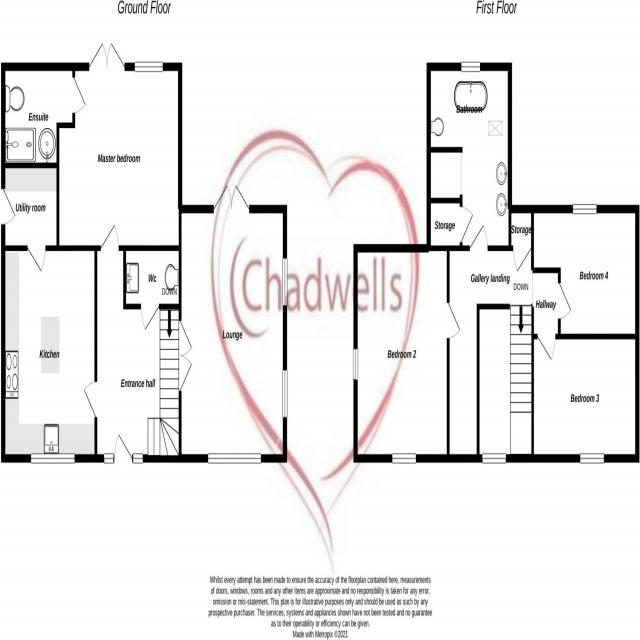 Ground Floor
First Floor
Ensuite
Master bedroom
Utility room
Wc
DOWN
Kitchen
Entrance hall
Lounge
Chadwells
Bathroom
Storage
Storage
Gallery landing
DOWN
Bedroom 4
Hallway
Bedroom 2
Bedroom 3
Whilst every attempt has been made to ensure the accuracy of the floorplan contained here, measurements
of doors, windows, rooms and any other items are approximate and no responsibility is taken for any error,
omission or mis-statement. This plan is for illustrative purposes only and should be used as such by any
prospective purchaser. The services, systems and appliances shown have not been tested and no guarantee
as to their operability or efficiency can be given.
Made with Metropix ©2021